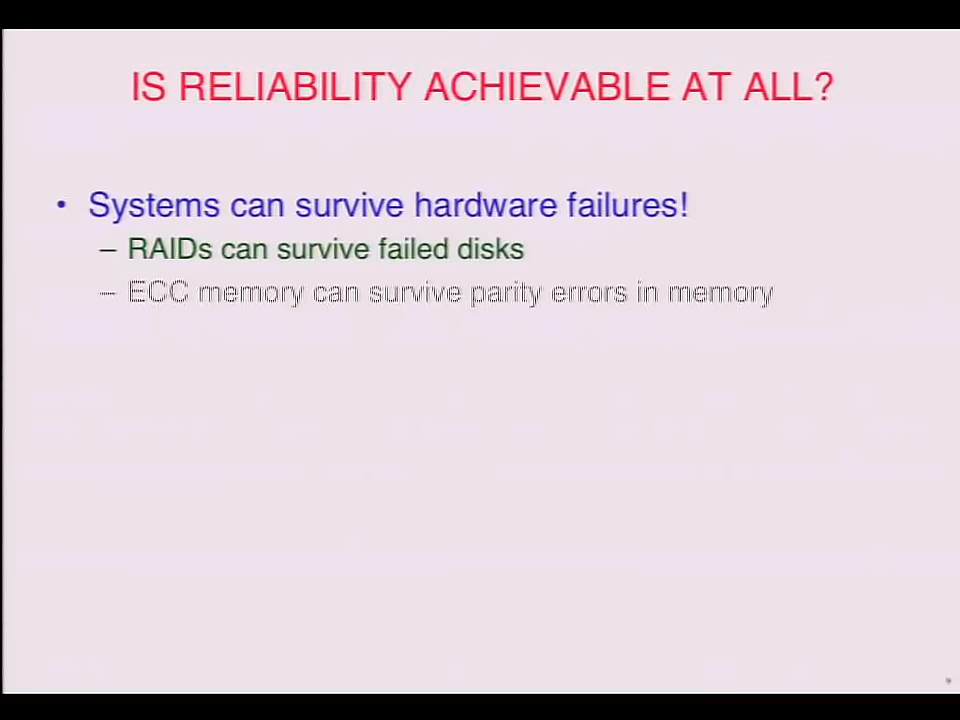 IS RELIABILITY ACHIEVABLE AT ALL?
• Systems can survive hardware failures!
– RAIDs can survive failed disks
– ECC memory can survive parity errors in memory